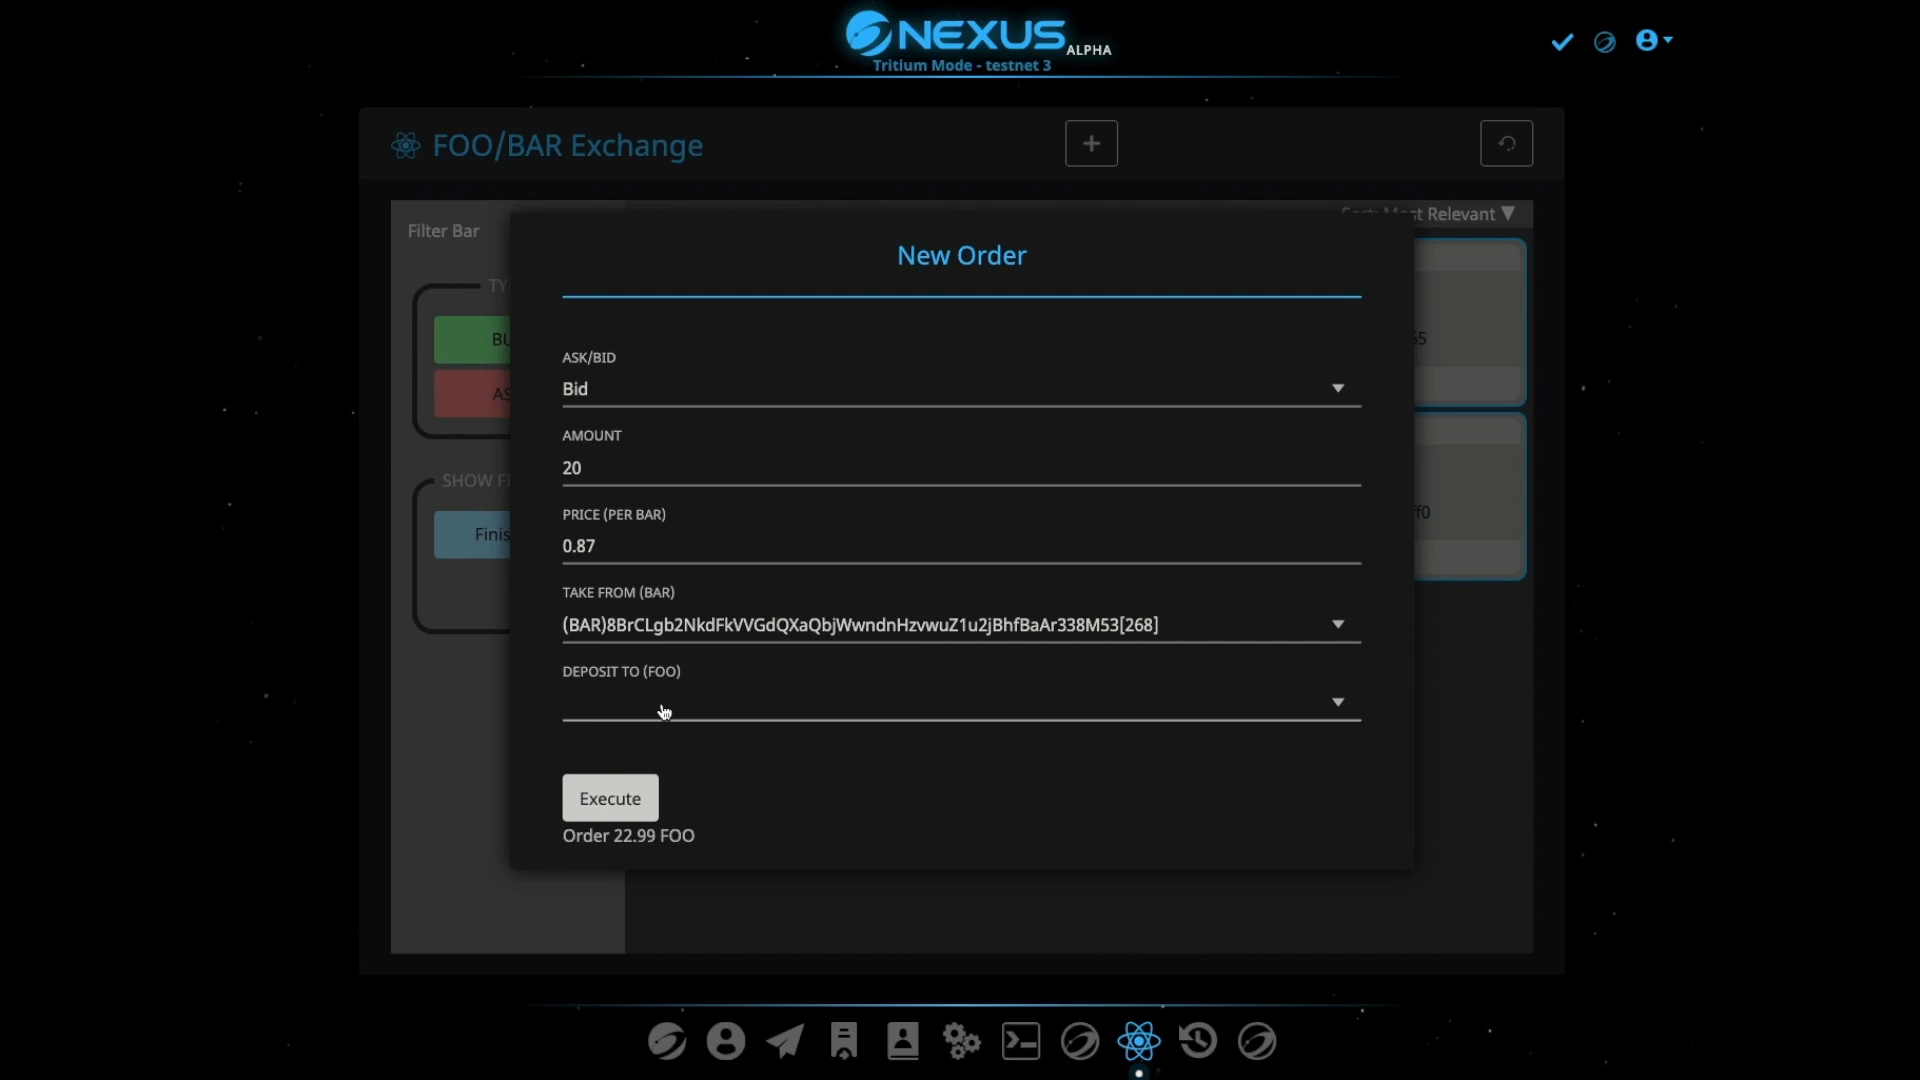 NEXUS
ALPHA
Tritium Mode - testnet 3
FOO/BAR Exchange
+
Filter Bar
Most Relevant ▼
New Order
ASK/BID
Bid
AMOUNT
20
PRICE (PER BAR)
0.87
TAKE FROM (BAR)
(BAR)8BrCLgb2NkdFkVVGdQXaQbjWwndnHzvwuZ1u2jBhfBaAr338M53[268]
DEPOSIT TO (FOO)
Execute
Order 22.99 FOO
SHOW